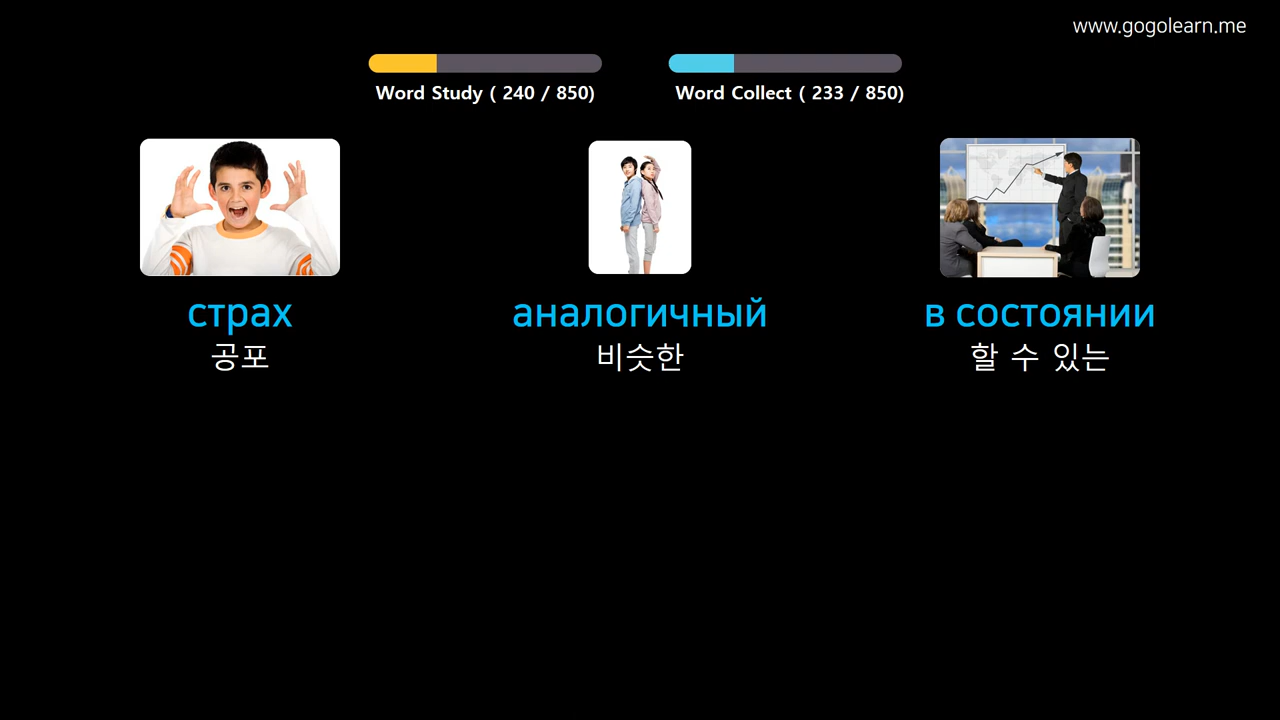 www.gogolearn.me
Word Study ( 240 / 850)
Word Collect ( 233 / 850)
страх
аналогичный
в состоянии
공포
비슷한
할 수 있는